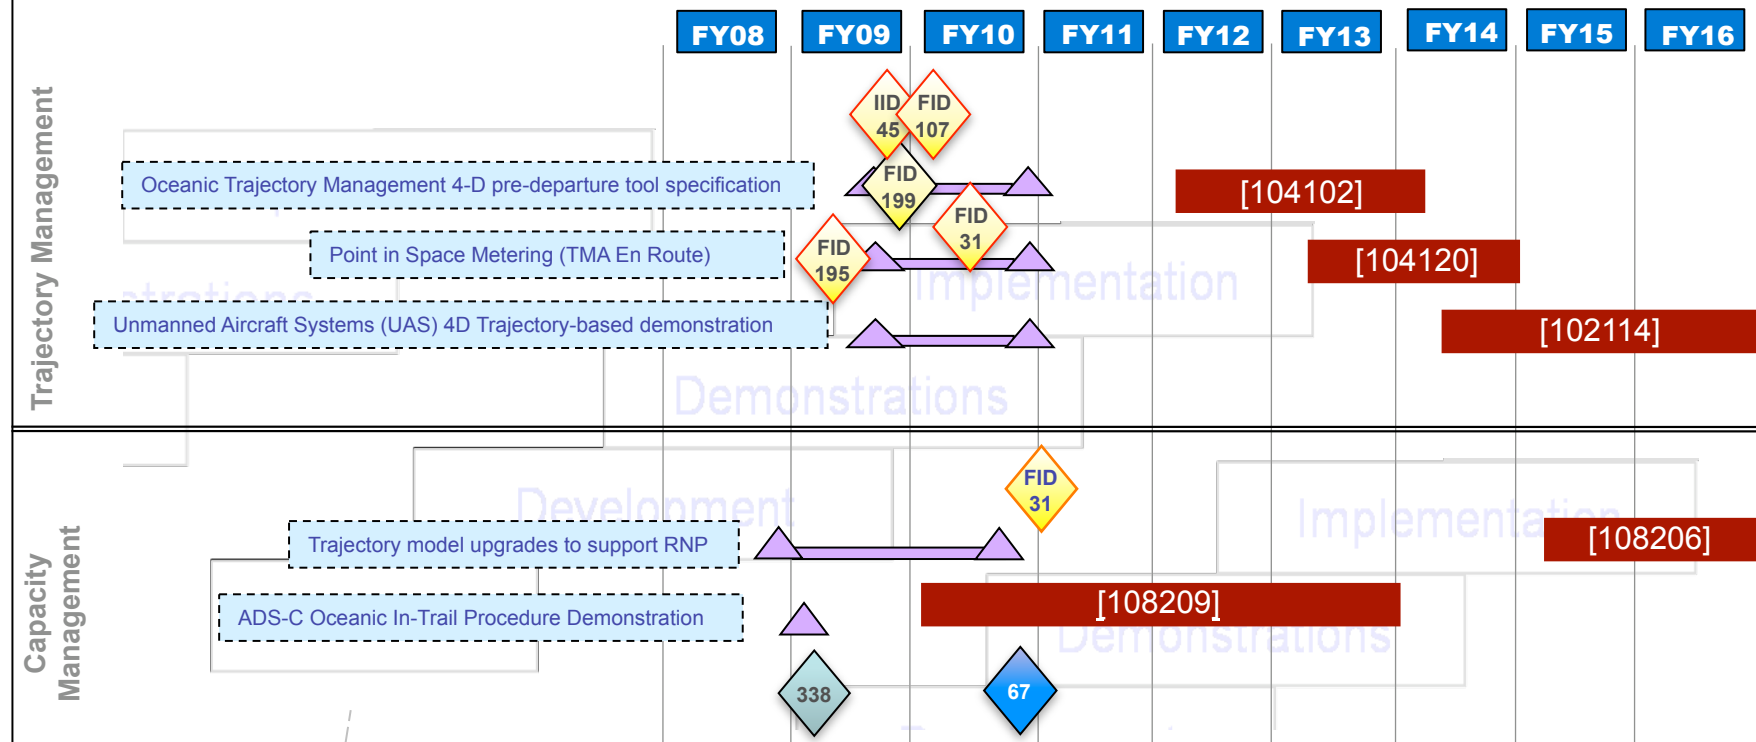 FY08 FY09 FY10 FY11 FY12 FY13 FY14 FY15 FY16
Trajectory Management
IID
45
FID
107
Oceanic Trajectory Management 4-D pre-departure tool specification
FID
199
[104102]
FID
31
Point in Space Metering (TMA En Route)
FID
195
[104120]
Implementation
Unmanned Aircraft Systems (UAS) 4D Trajectory-based demonstration
[102114]
Demonstrations
Capacity
Management
FID
31
Development
Implementation
Trajectory model upgrades to support RNP
[108206]
[108209]
ADS-C Oceanic In-Trail Procedure Demonstration
Demonstrations
338
67